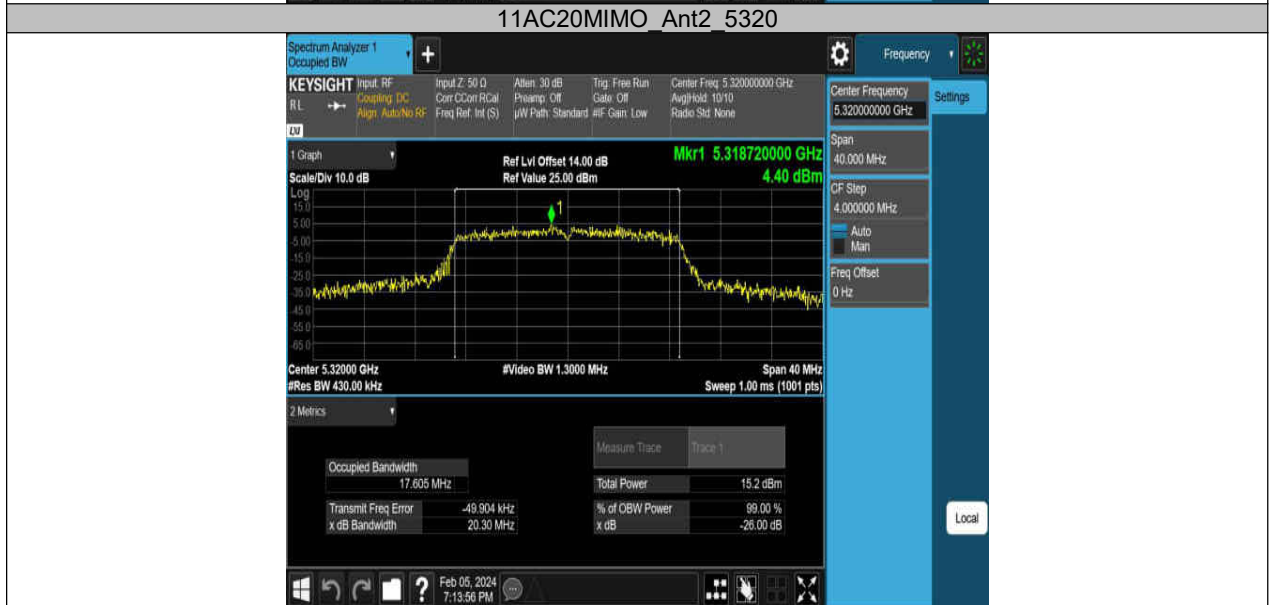 11AC20MIMO_Ant2_5320
Spectrum Analyzer 1
Occupied BW
+
Frequency
KEYSIGHT
RL
LXI
Input: RF
Coupling: DC
Align: Auto/No RF
Input Z: 50 Ω
Corr CCorr RCal
Freq Ref: Int (S)
Atten: 30 dB
Preamp: Off
µW Path: Standard
Trig: Free Run
Gate: Off
#IF Gain: Low
Center Freq: 5.320000000 GHz
Avg|Hold: 10/10
Radio Std: None
Center Frequency
5.320000000 GHz
Settings
Span
40.000 MHz
CF Step
4.000000 MHz
Auto
Man
Freq Offset
0 Hz
1 Graph
Scale/Div 10.0 dB
Ref Lvl Offset 14.00 dB
Ref Value 25.00 dBm
Mkr1 5.318720000 GHz
4.40 dBm
Log
15.0
5.00
-5.00
-15.0
-25.0
-35.0
-45.0
-55.0
-65.0
1
Center 5.32000 GHz
#Res BW 430.00 kHz
#Video BW 1.3000 MHz
Span 40 MHz
Sweep 1.00 ms (1001 pts)
2 Metrics
Measure Trace Trace 1
Occupied Bandwidth
17.605 MHz
Total Power 15.2 dBm
Transmit Freq Error -49.904 kHz
x dB Bandwidth 20.30 MHz
% of OBW Power 99.00 %
x dB -26.00 dB
Local
?
Feb 05, 2024
7:13:56 PM